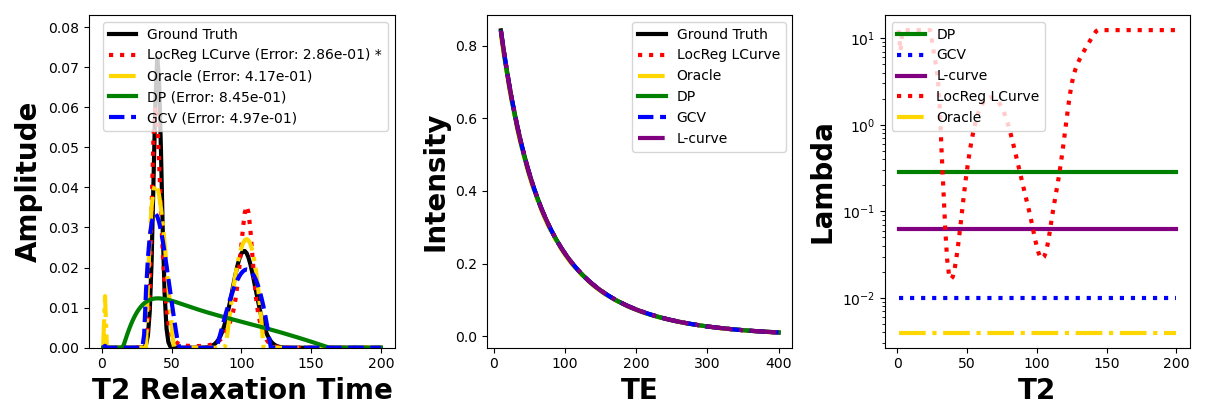 0.08
0.07
0.06
0.05
0.04
0.03
0.02
0.01
0.00
0
50
100
150
200
Amplitude
T2 Relaxation Time
Ground Truth
LocReg LCurve (Error: 2.86e-01) *
Oracle (Error: 4.17e-01)
DP (Error: 8.45e-01)
GCV (Error: 4.97e-01)
0.8
0.6
0.4
0.2
0.0
0
100
200
300
400
Intensity
TE
Ground Truth
LocReg LCurve
Oracle
DP
GCV
L-curve
10¹
10⁰
10⁻¹
10⁻²
0
50
100
150
200
Lambda
T2
DP
GCV
L-curve
LocReg LCurve
Oracle